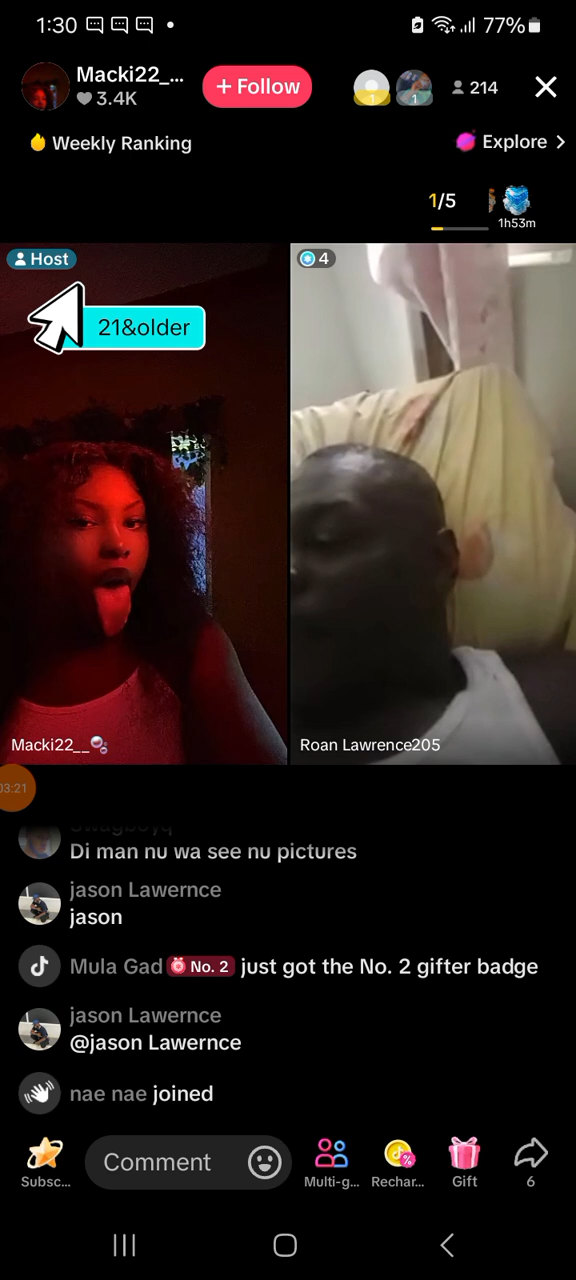 1:30
77%
Macki22_...
3.4K
+ Follow
1
1
214
Weekly Ranking
Explore >
1/5
1h53m
Host
21&older
4
Macki22__
Roan Lawrence205
03:21
Di man nu wa see nu pictures
jason Lawernce
jason
Mula Gad No. 2 just got the No. 2 gifter badge
jason Lawernce
@jason Lawernce
nae nae joined
Comment
Subsc...
Multi-g...
Rechar...
Gift
6